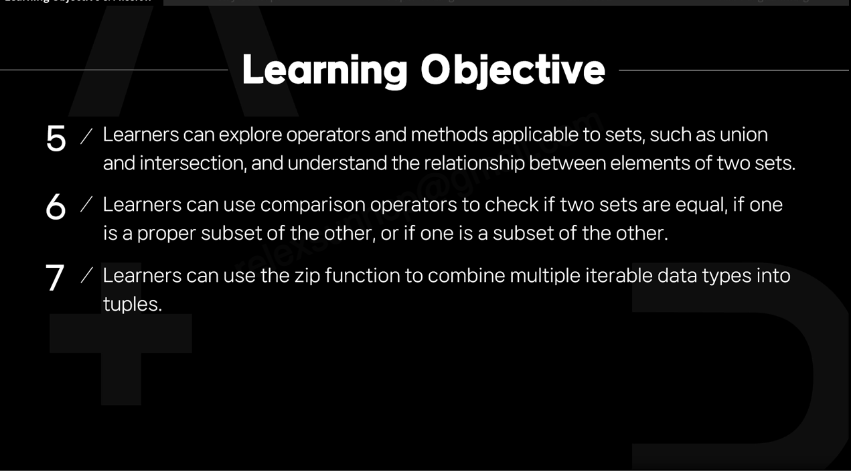 Learning Objective
5 / Learners can explore operators and methods applicable to sets, such as union
and intersection, and understand the relationship between elements of two sets.
6 / Learners can use comparison operators to check if two sets are equal, if one
is a proper subset of the other, or if one is a subset of the other.
7 / Learners can use the zip function to combine multiple iterable data types into
tuples.